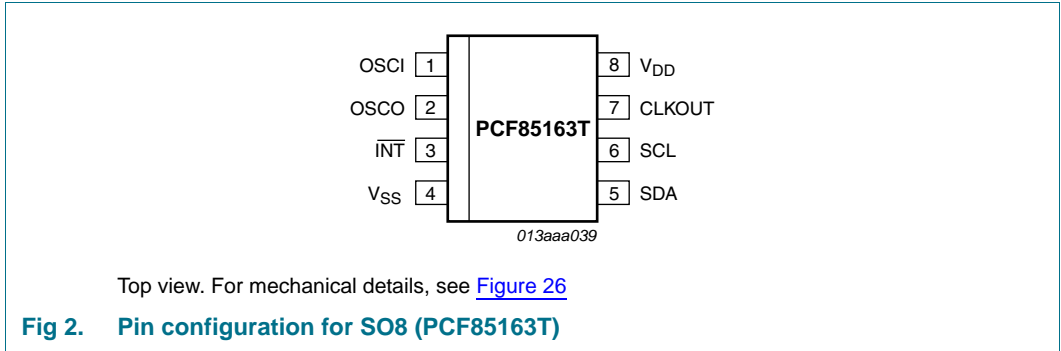 OSCI 1 8 VDD
OSCO 2 7 CLKOUT
PCF85163T
INT 3 6 SCL
VSS 4 5 SDA
013aaa039
Top view. For mechanical details, see Figure 26
Fig 2. Pin configuration for SO8 (PCF85163T)